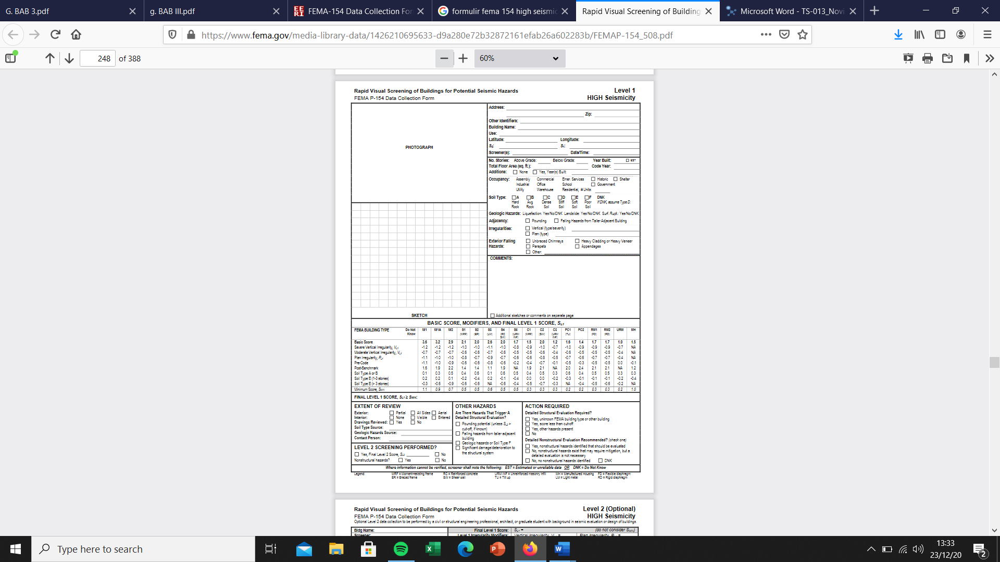 G. BAB 3.pdf
g. BAB III.pdf
FEMA-154 Data Collection For
formulir fema 154 high seismic
Rapid Visual Screening of Building
Microsoft Word - TS-013_Novi
https://www.fema.gov/media-library-data/1426210695633-d9a280e72b32872161efab26a602283b/FEMAP-154_508.pdf
248 of 388
60%
Rapid Visual Screening of Buildings for Potential Seismic Hazards
Level 1
FEMA P-154 Data Collection Form
HIGH Seismicity
PHOTOGRAPH
SKETCH
Address:
Zip:
Other Identifiers:
Building Name:
Use:
Latitude: Longitude:
SS: S1:
Screener(s): Date/Time:
No. Stories: Above Grade: Below Grade: Year Built: EST
Total Floor Area (sq. ft.): Code Year:
Additions: None Yes, Year(s) Built:
Occupancy: Assembly Commercial Emer. Services Historic Shelter
Industrial Office School Government
Utility Warehouse Residential, # Units:
Soil Type: A B C D E F DNK
Hard Avg Dense Stiff Soft Poor If DNK, assume Type D.
Rock Rock Soil Soil Soil Soil
Geologic Hazards: Liquefaction: Yes/No/DNK Landslide: Yes/No/DNK Surf. Rupt.: Yes/No/DNK
Adjacency: Pounding Falling Hazards from Taller Adjacent Building
Irregularities: Vertical (type/severity)
Plan (type)
Exterior Falling Unbraced Chimneys Heavy Cladding or Heavy Veneer
Hazards: Parapets Appendages
Other:
COMMENTS:
Additional sketches or comments on separate page
BASIC SCORE, MODIFIERS, AND FINAL LEVEL 1 SCORE, SL1
FEMA BUILDING TYPE Do Not Know W1 W1A W2 S1 (MRF) S2 (BR) S3 (LM) S4 (RC SW) S5 (URM INF) C1 (MRF) C2 (SW) C3 (URM INF) PC1 (TU) PC2 RM1 (FD) RM2 (RD) URM MH
Basic Score 3.6 3.2 2.9 2.1 2.0 2.6 2.0 1.7 1.5 2.0 1.2 1.6 1.4 1.7 1.7 1.0 1.5
Severe Vertical Irregularity, VL1 -1.2 -1.2 -1.2 -1.0 -1.0 -1.1 -1.0 -0.8 -0.9 -1.0 -0.7 -1.0 -0.9 -0.9 -0.9 -0.7 NA
Moderate Vertical Irregularity, VL1 -0.7 -0.7 -0.7 -0.6 -0.6 -0.7 -0.6 -0.5 -0.5 -0.6 -0.4 -0.6 -0.5 -0.5 -0.5 -0.4 NA
Plan Irregularity, PL1 -1.1 -1.0 -1.0 -0.8 -0.7 -0.9 -0.7 -0.6 -0.6 -0.8 -0.5 -0.7 -0.6 -0.7 -0.7 -0.4 NA
Pre-Code -1.1 -1.0 -0.9 -0.6 -0.6 -0.8 -0.6 -0.2 -0.4 -0.7 -0.1 -0.5 -0.3 -0.5 -0.5 0.0 -0.1
Post-Benchmark 1.6 1.9 2.2 1.4 1.4 1.1 1.9 NA 1.9 2.1 NA 2.0 2.4 2.1 2.1 NA 1.2
Soil Type A or B 0.1 0.3 0.5 0.4 0.6 0.1 0.6 0.5 0.4 0.5 0.3 0.6 0.4 0.5 0.5 0.3 0.3
Soil Type E (1-3 stories) 0.2 0.2 0.1 -0.2 -0.4 0.2 -0.1 -0.4 0.0 0.0 -0.2 -0.3 -0.1 -0.1 -0.1 -0.2 -0.4
Soil Type E (> 3 stories) -0.3 -0.6 -0.9 -0.6 -0.6 NA -0.6 -0.4 -0.5 -0.7 -0.3 NA -0.4 -0.5 -0.6 -0.2 NA
Minimum Score, SMIN 1.1 0.9 0.7 0.5 0.5 0.6 0.5 0.5 0.3 0.3 0.3 0.2 0.2 0.3 0.3 0.2 1.0
FINAL LEVEL 1 SCORE, SL1 ≥ SMIN:
EXTENT OF REVIEW
Exterior: Partial All Sides Aerial
Interior: None Visible Entered
Drawings Reviewed: Yes No
Soil Type Source:
Geologic Hazards Source:
Contact Person:
LEVEL 2 SCREENING PERFORMED?
Yes, Final Level 2 Score, SL2 No
Nonstructural hazards? Yes No
OTHER HAZARDS
Are There Hazards That Trigger A
Detailed Structural Evaluation?
Pounding potential (unless SL2 >
cut-off, if known)
Falling hazards from taller adjacent
building
Geologic hazards or Soil Type F
Significant damage/deterioration to
the structural system
ACTION REQUIRED
Detailed Structural Evaluation Required?
Yes, unknown FEMA building type or other building
Yes, score less than cut-off
Yes, other hazards present
No
Detailed Nonstructural Evaluation Recommended? (check one)
Yes, nonstructural hazards identified that should be evaluated
No, nonstructural hazards exist that may require mitigation, but a
detailed evaluation is not necessary
No, no nonstructural hazards identified DNK
Where information cannot be verified, screener shall note the following: EST = Estimated or unreliable data OR DNK = Do Not Know
Legend: MRF = Moment-resisting frame RC = Reinforced concrete URM INF = Unreinforced masonry infill MH = Manufactured Housing FD = Flexible diaphragm
BR = Braced frame SW = Shear wall TU = Tilt up LM = Light metal RD = Rigid diaphragm
Rapid Visual Screening of Buildings for Potential Seismic Hazards
Level 2 (Optional)
FEMA P-154 Data Collection Form
HIGH Seismicity
Optional Level 2 data collection to be performed by a civil or structural engineering professional, architect, or graduate student with background in seismic evaluation or design of buildings.
Bldg Name: Final Level 1 Score: SL1 = (do not consider SMIN)
Screener: Level 1 Irregularity Modifiers: Vertical Irregularity, V = Plan Irregularity, P =
Type here to search
13:33
23/12/20
2